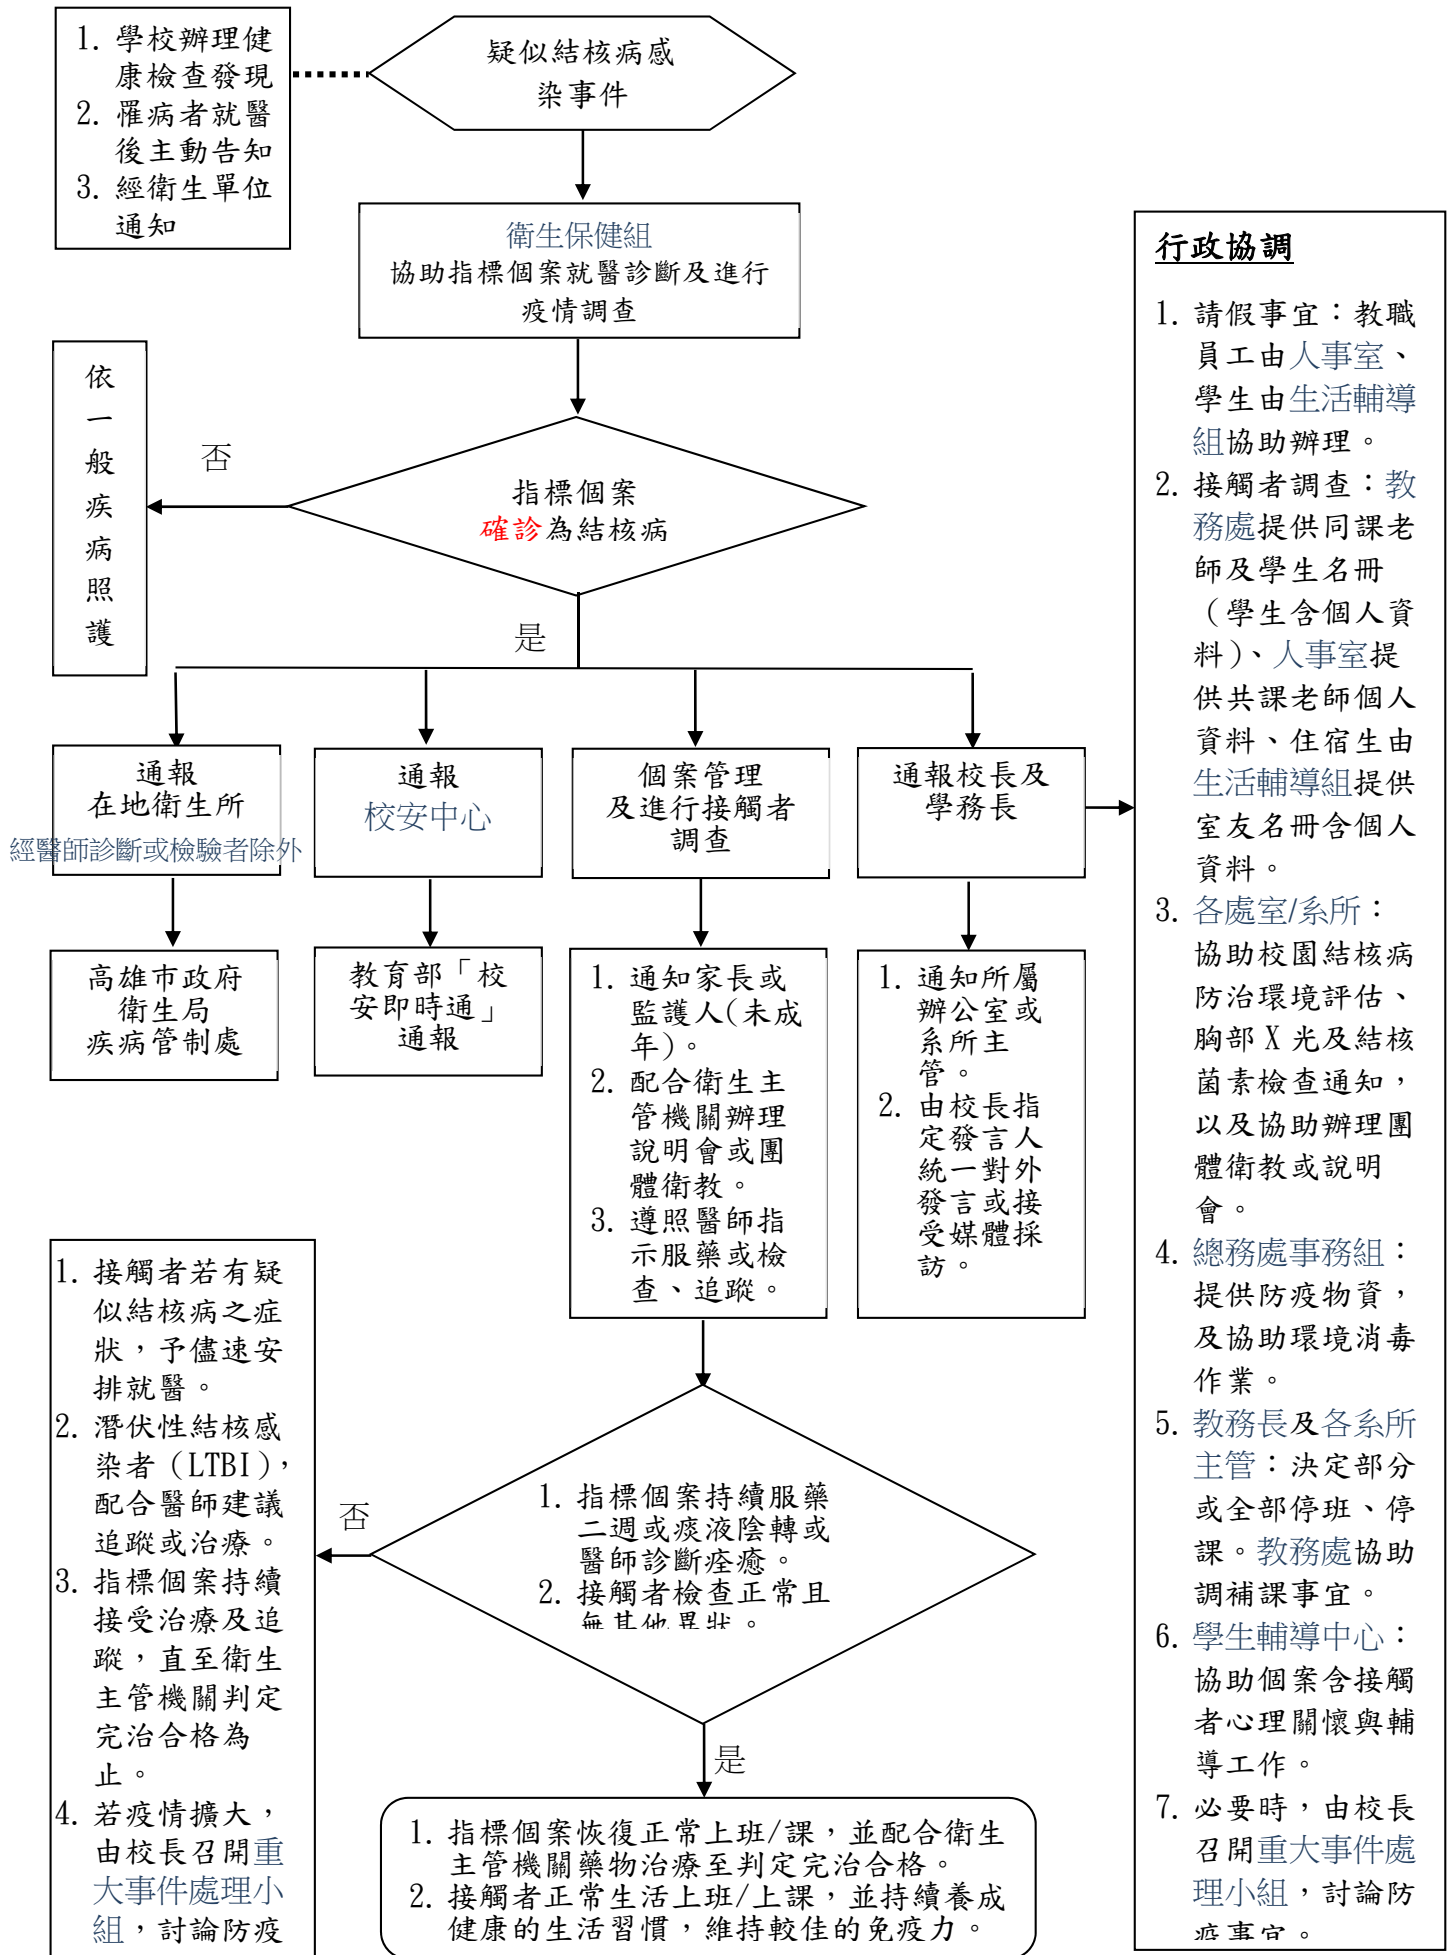 1. 學校辦理健
康檢查發現
2. 罹病者就醫
後主動告知
3. 經衛生單位
通知
疑似結核病感
染事件
衛生保健組
協助指標個案就醫診斷及進行
疫情調查
依
一
般
疾
病
照
護
否
指標個案
確診為結核病
是
通報
在地衛生所
經醫師診斷或檢驗者除外
通報
校安中心
個案管理
及進行接觸者
調查
通報校長及
學務長
高雄市政府
衛生局
疾病管制處
教育部「校
安即時通」
通報
1. 通知家長或
監護人(未成
年)。
2. 配合衛生主
管機關辦理
說明會或團
體衛教。
3. 遵照醫師指
示服藥或檢
查、追蹤。
1. 通知所屬
辦公室或
系所主
管。
2. 由校長指
定發言人
統一對外
發言或接
受媒體採
訪。
行政協調
1. 請假事宜：教職
員工由人事室、
學生由生活輔導
組協助辦理。
2. 接觸者調查：教
務處提供同課老
師及學生名冊
（學生含個人資
料）、人事室提
供共課老師個人
資料、住宿生由
生活輔導組提供
室友名冊含個人
資料。
3. 各處室/系所：
協助校園結核病
防治環境評估、
胸部 X 光及結核
菌素檢查通知，
以及協助辦理團
體衛教或說明
會。
4. 總務處事務組：
提供防疫物資，
及協助環境消毒
作業。
5. 教務長及各系所
主管：決定部分
或全部停班、停
課。教務處協助
調補課事宜。
6. 學生輔導中心：
協助個案含接觸
者心理關懷與輔
導工作。
7. 必要時，由校長
召開重大事件處
理小組，討論防
疫事宜。
1. 接觸者若有疑
似結核病之症
狀，予儘速安
排就醫。
2. 潛伏性結核感
染者（LTBI），
配合醫師建議
追蹤或治療。
3. 指標個案持續
接受治療及追
蹤，直至衛生
主管機關判定
完治合格為
止。
4. 若疫情擴大，
由校長召開重
大事件處理小
組，討論防疫
否
1. 指標個案持續服藥
二週或痰液陰轉或
醫師診斷痊癒。
2. 接觸者檢查正常且
無其他異狀。
是
1. 指標個案恢復正常上班/課，並配合衛生
主管機關藥物治療至判定完治合格。
2. 接觸者正常生活上班/上課，並持續養成
健康的生活習慣，維持較佳的免疫力。